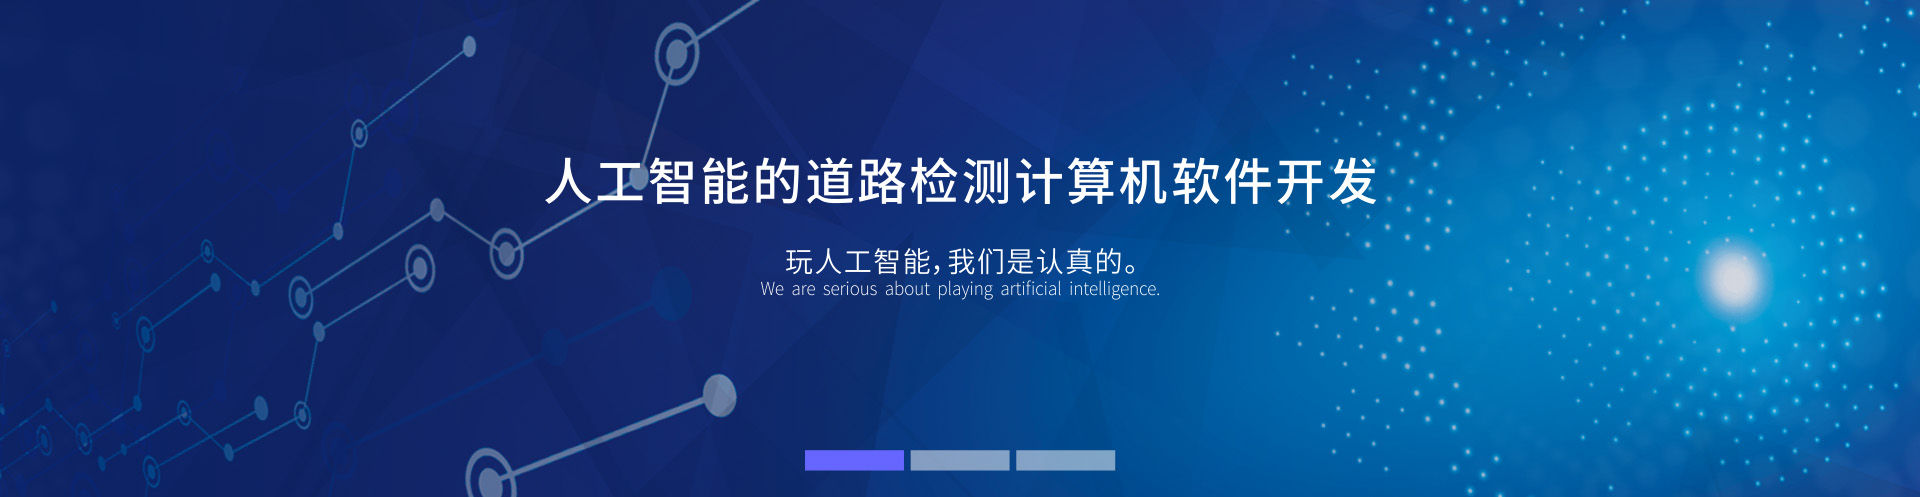 人工智能的道路检测计算机软件开发
玩人工智能，我们是认真的。
We are serious about playing artificial intelligence.